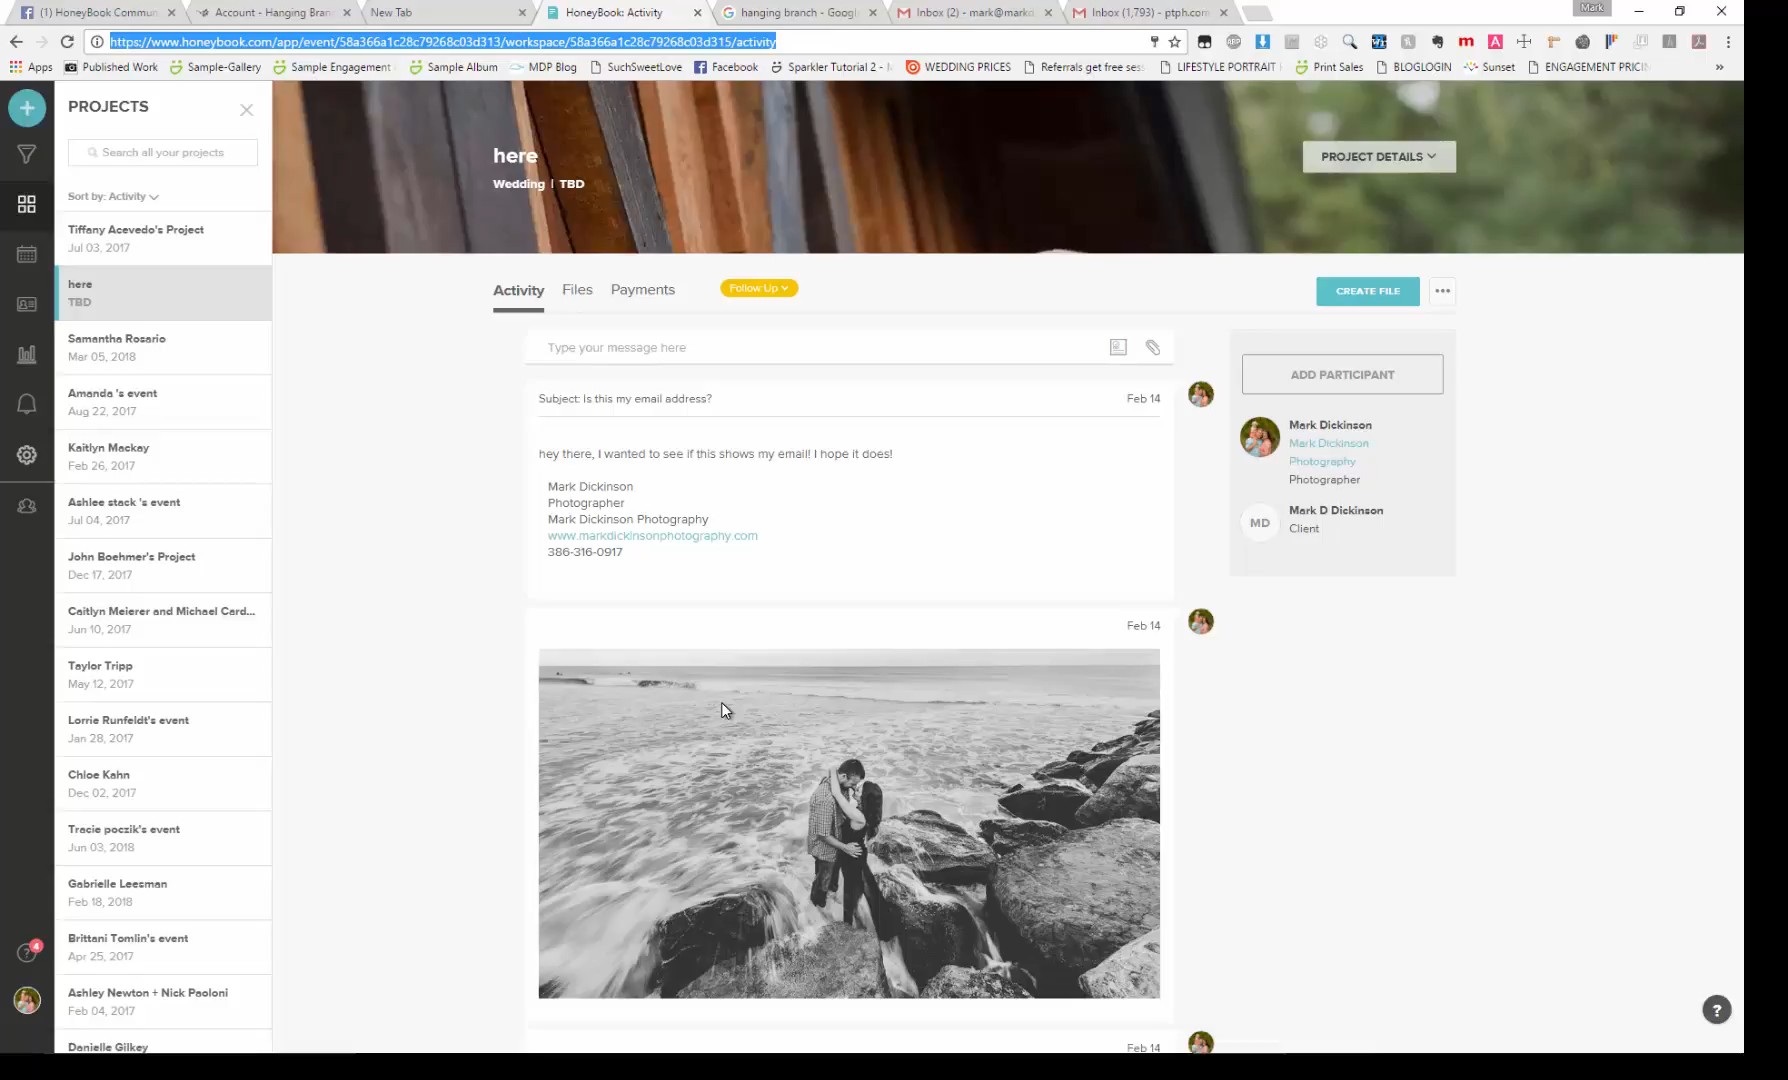 (1) HoneyBook Commun
Account - Hanging Bran
New Tab
HoneyBook: Activity
hanging branch - Googl
Inbox (2) - mark@markd
Inbox (1,793) - ptph.com
Mark
https://www.honeybook.com/app/event/58a366a1c28c79268c03d313/workspace/58a366a1c28c79268c03d315/activity
Apps
Published Work
Sample-Gallery
Sample Engagement
Sample Album
MDP Blog
SuchSweetLove
Facebook
Sparkler Tutorial 2 -
WEDDING PRICES
Referrals get free ses
LIFESTYLE PORTRAIT
Print Sales
BLOGLOGIN
Sunset
ENGAGEMENT PRICIN
PROJECTS
Search all your projects
Sort by: Activity
Tiffany Acevedo's Project
Jul 03, 2017
here
TBD
Samantha Rosario
Mar 05, 2018
Amanda 's event
Aug 22, 2017
Kaitlyn Mackay
Feb 26, 2017
Ashlee stack 's event
Jul 04, 2017
John Boehmer's Project
Dec 17, 2017
Caitlyn Meierer and Michael Card...
Jun 10, 2017
Taylor Tripp
May 12, 2017
Lorrie Runfeldt's event
Jan 28, 2017
Chloe Kahn
Dec 02, 2017
Tracie poczik's event
Jun 03, 2018
Gabrielle Leesman
Feb 18, 2018
Brittani Tomlin's event
Apr 25, 2017
Ashley Newton + Nick Paoloni
Feb 04, 2017
Danielle Gilkey
4
here
Wedding | TBD
PROJECT DETAILS
Activity
Files
Payments
Follow Up
CREATE FILE
Type your message here
Subject: Is this my email address?
Feb 14
hey there, I wanted to see if this shows my email! I hope it does!
Mark Dickinson
Photographer
Mark Dickinson Photography
www.markdickinsonphotography.com
386-316-0917
Feb 14
Feb 14
ADD PARTICIPANT
Mark Dickinson
Mark Dickinson
Photography
Photographer
MD
Mark D Dickinson
Client
?